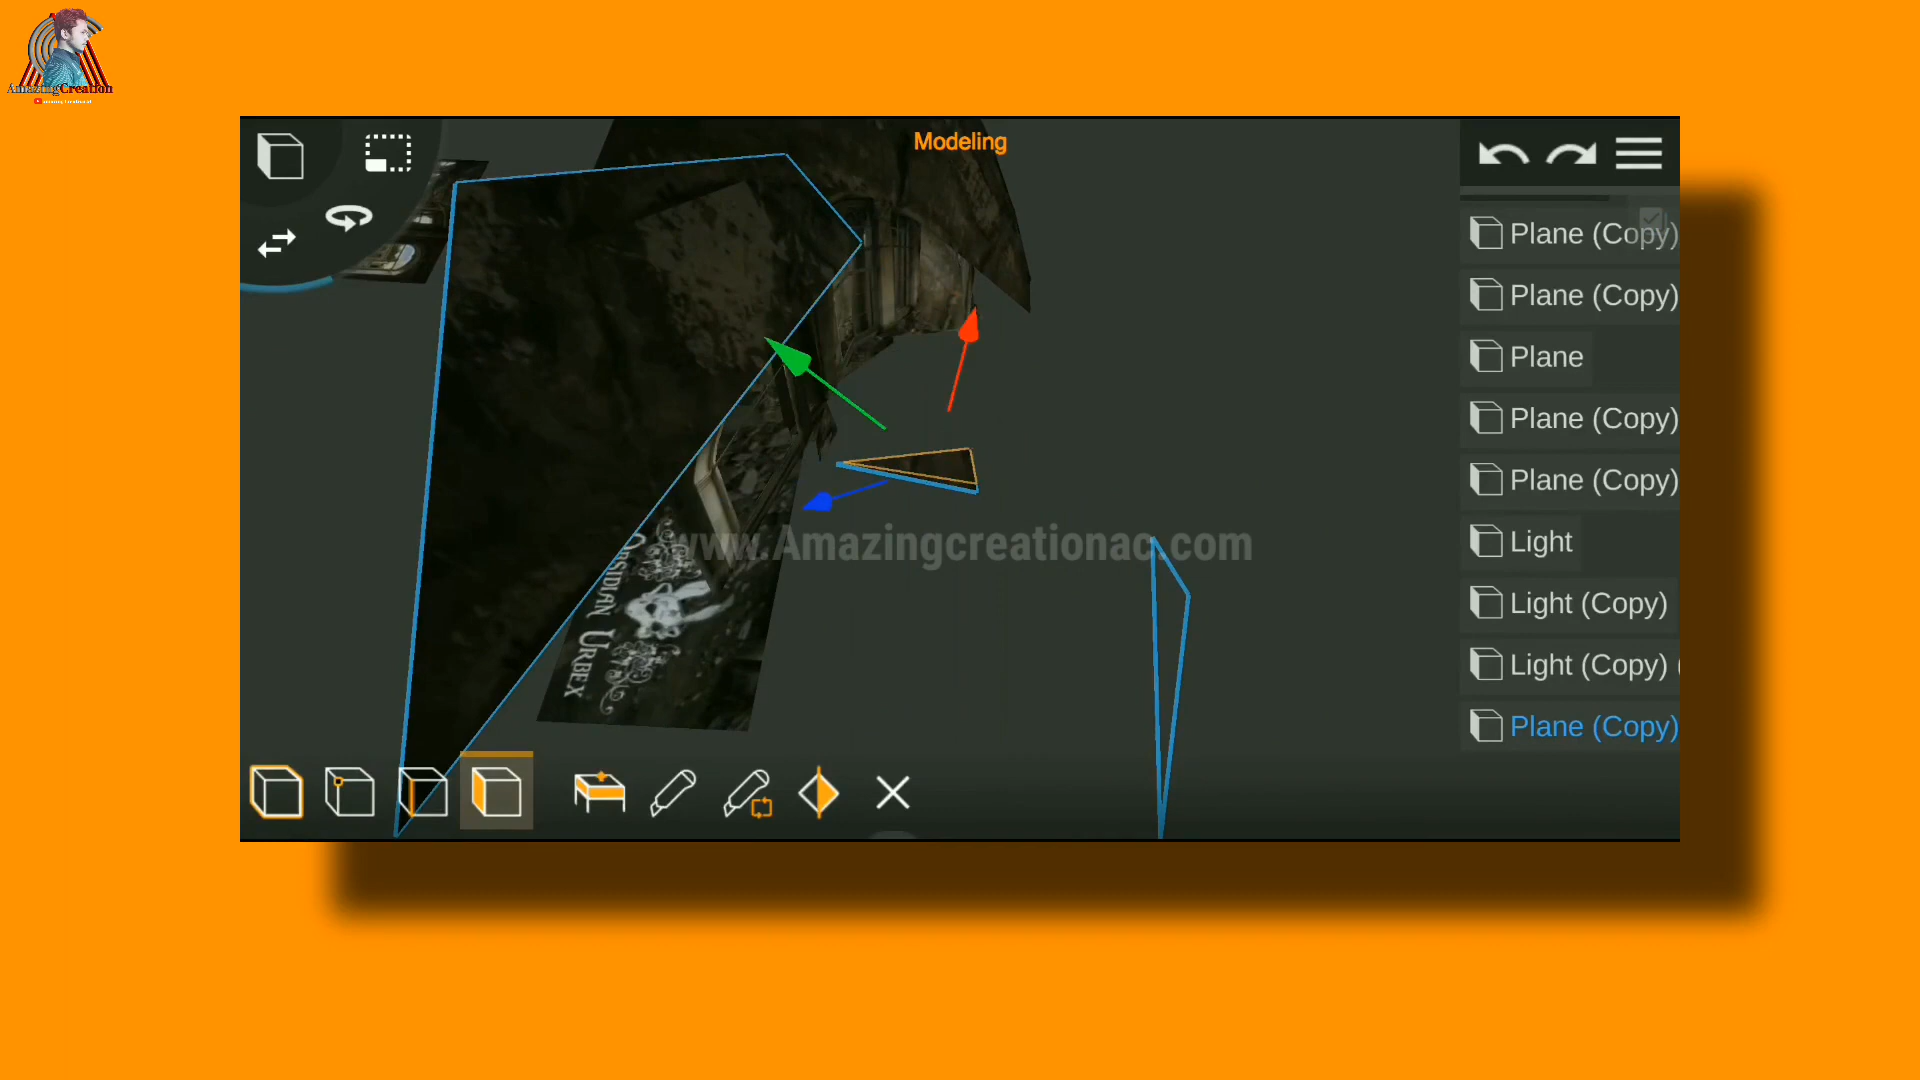 AmazingCreation
Modeling
Plane (Copy)
Plane (Copy)
Plane
Plane (Copy)
Plane (Copy)
Light
Light (Copy)
Light (Copy) (
Plane (Copy)
www.Amazingcreationac.com
OBSIDIAN URBEX